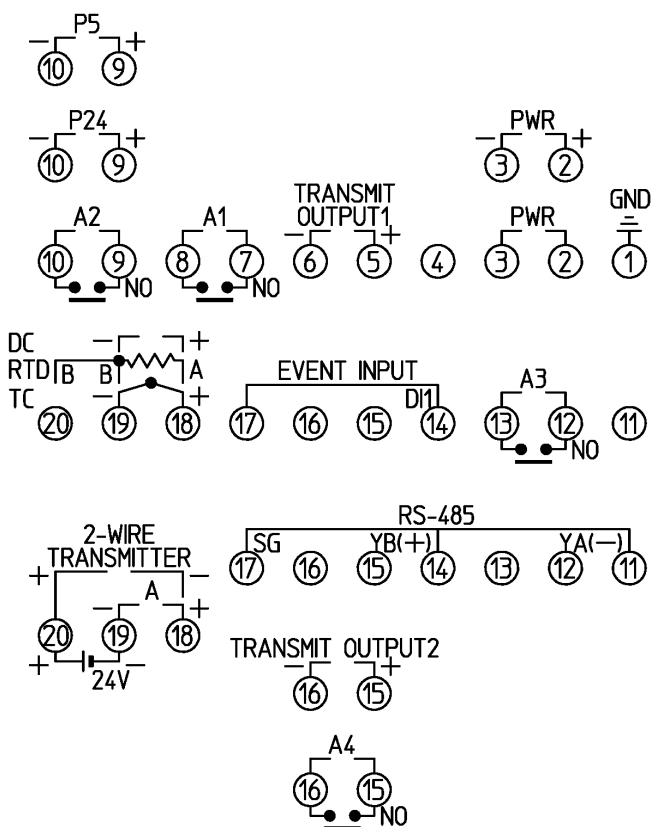 P5
− +
10 9
P24 PWR
− + − +
10 9 3 2
A2 A1 TRANSMIT OUTPUT1 PWR GND
− +
10 9 8 7 6 5 4 3 2 1
NO NO
DC − +
RTD B B A EVENT INPUT A3
TC − + DI1
20 19 18 17 16 15 14 13 12 11
NO
RS-485
2-WIRE TRANSMITTER SG YB(+) YA(−)
17 16 15 14 13 12 11
+ −
− A +
20 19 18
+ 24V −
TRANSMIT OUTPUT2
− +
16 15
A4
16 15
NO